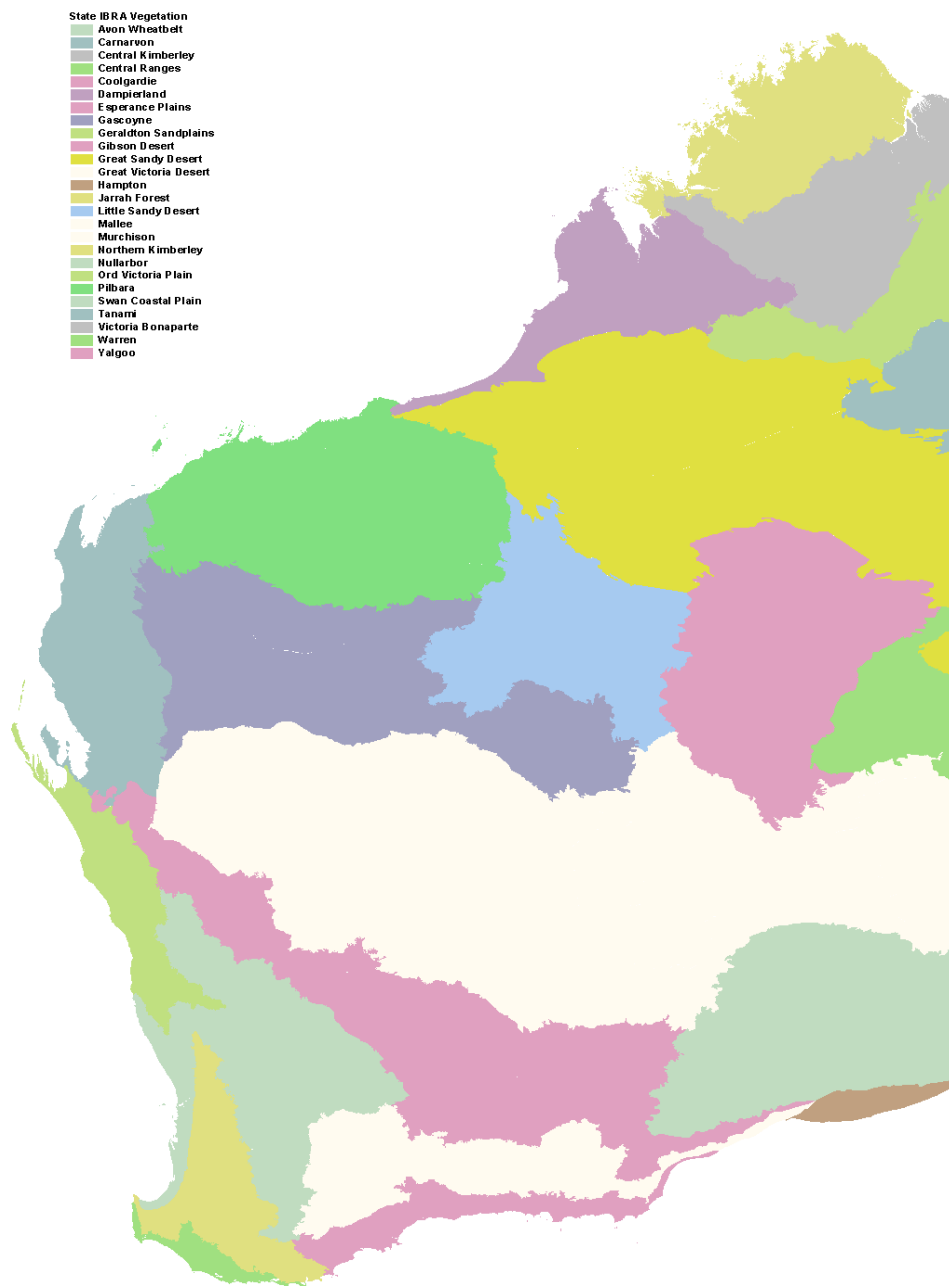 State IBRA Vegetation
Avon Wheatbelt
Carnarvon
Central Kimberley
Central Ranges
Coolgardie
Dampierland
Esperance Plains
Gascoyne
Geraldton Sandplains
Gibson Desert
Great Sandy Desert
Great Victoria Desert
Hampton
Jarrah Forest
Little Sandy Desert
Mallee
Murchison
Northern Kimberley
Nullarbor
Ord Victoria Plain
Pilbara
Swan Coastal Plain
Tanami
Victoria Bonaparte
Warren
Yalgoo